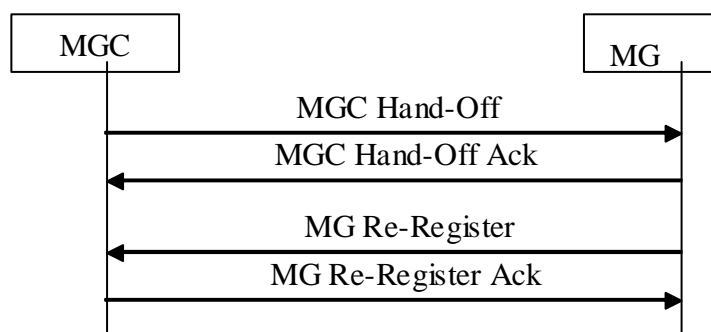 MGC
MG
MGC Hand-Off
MGC Hand-Off Ack
MG Re-Register
MG Re-Register Ack